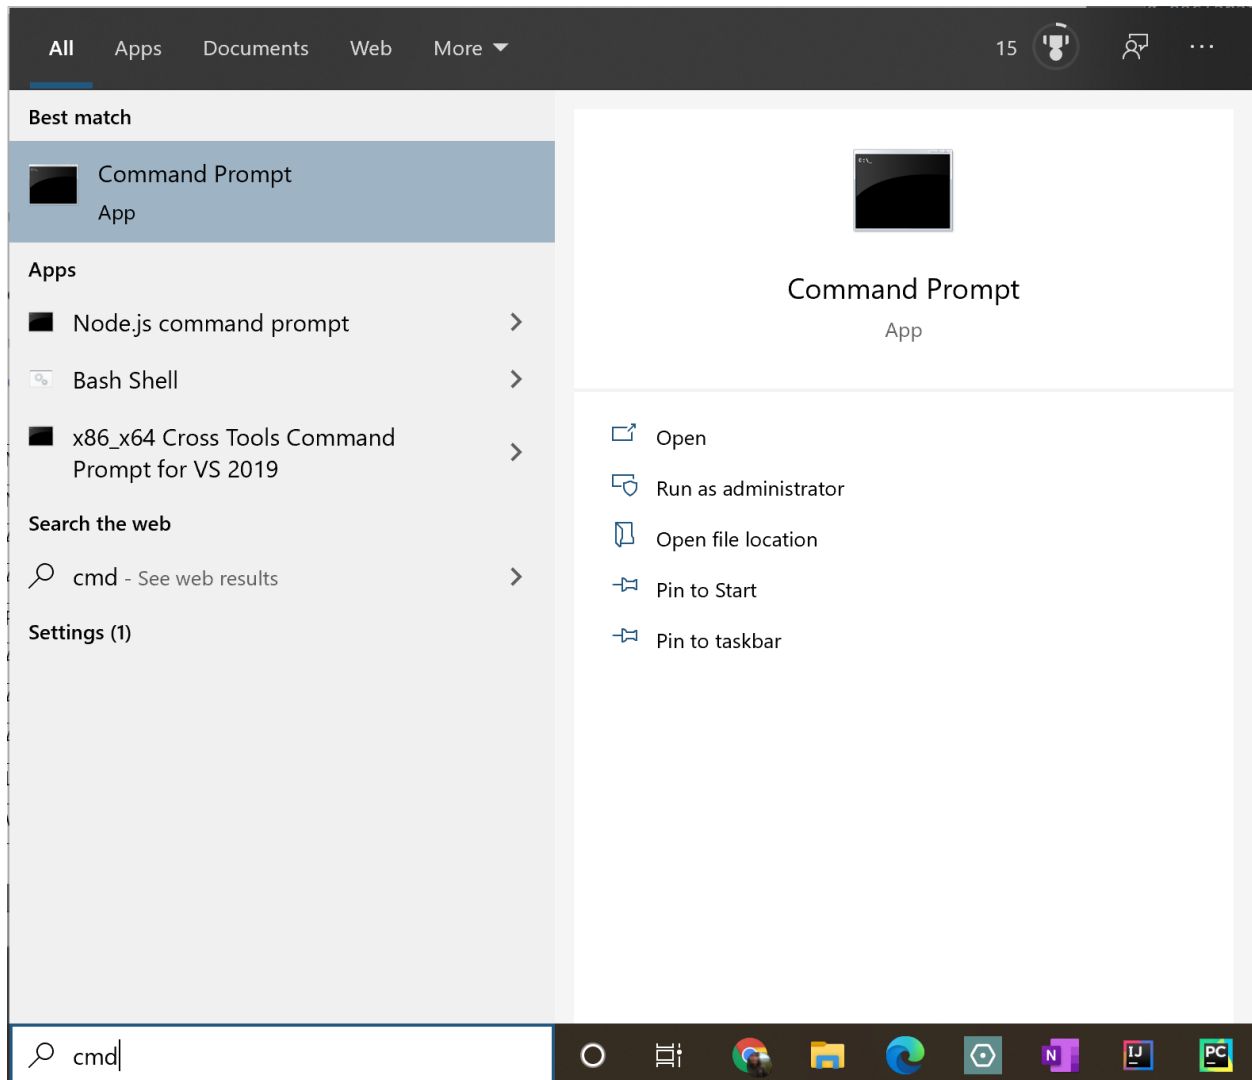 All Apps Documents Web More 15
Best match
Command Prompt
App
Apps
Node.js command prompt
Bash Shell
x86_x64 Cross Tools Command
Prompt for VS 2019
Search the web
cmd - See web results
Settings (1)
C:\_
Command Prompt
App
Open
Run as administrator
Open file location
Pin to Start
Pin to taskbar
cmd
N IJ PC